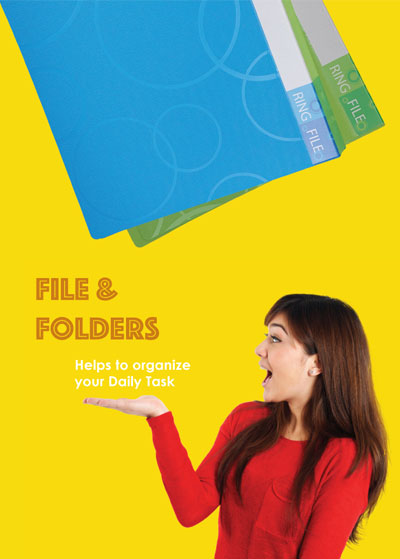 RING FILE
RING FILE
FILE &
FOLDERS
Helps to organize
your Daily Task